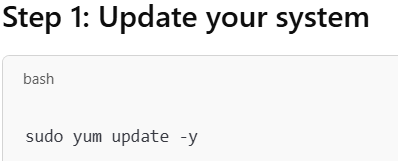 Step 1: Update your system
bash
sudo yum update -y